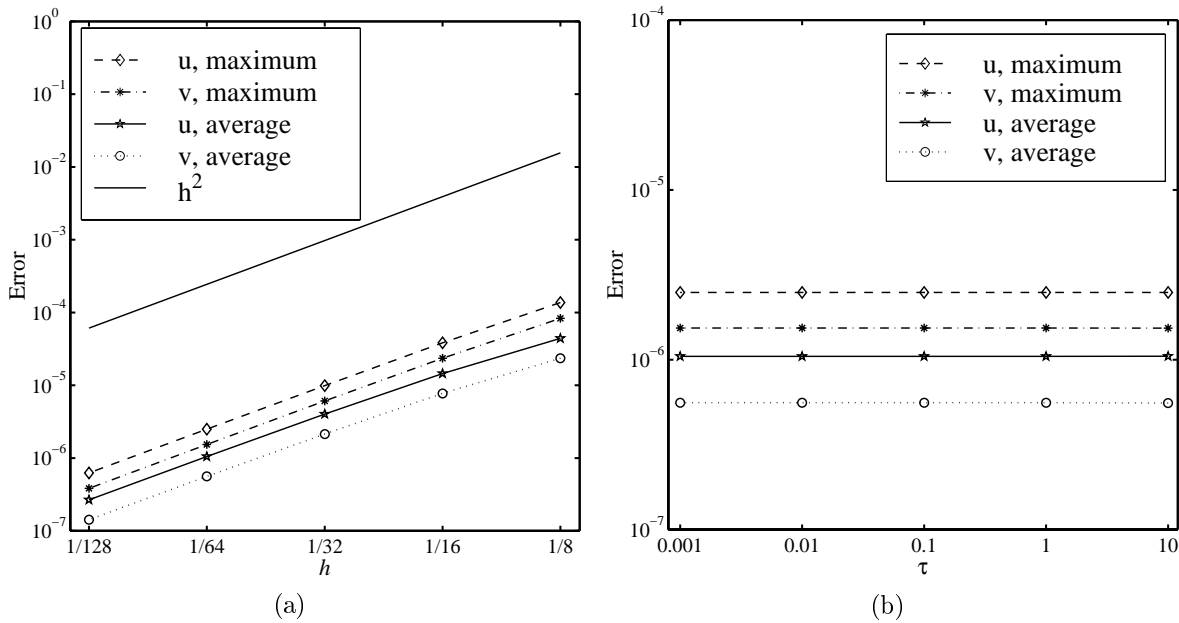 10^0
10^-1
10^-2
10^-3
10^-4
10^-5
10^-6
10^-7
Error
u, maximum
v, maximum
u, average
v, average
h^2
1/128
1/64
1/32
1/16
1/8
h
(a)
10^-4
10^-5
10^-6
10^-7
Error
u, maximum
v, maximum
u, average
v, average
0.001
0.01
0.1
1
10
τ
(b)